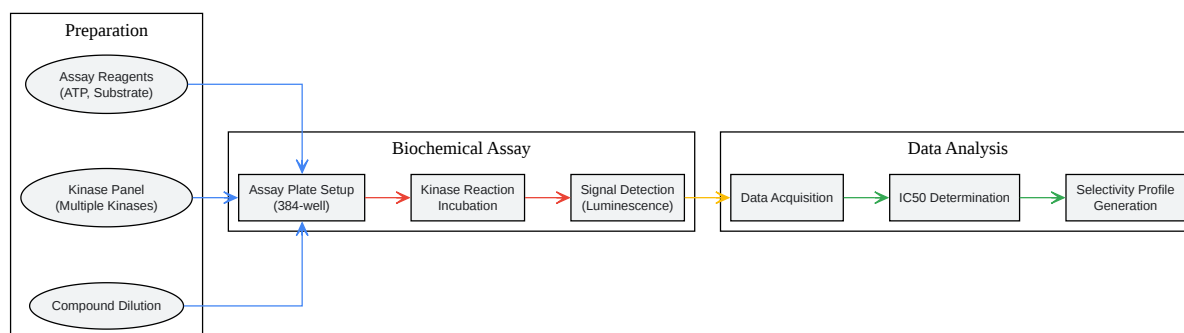 Preparation
Assay Reagents
(ATP, Substrate)
Kinase Panel
(Multiple Kinases)
Compound Dilution
Biochemical Assay
Assay Plate Setup
(384-well)
Kinase Reaction
Incubation
Signal Detection
(Luminescence)
Data Analysis
Data Acquisition
IC50 Determination
Selectivity Profile
Generation